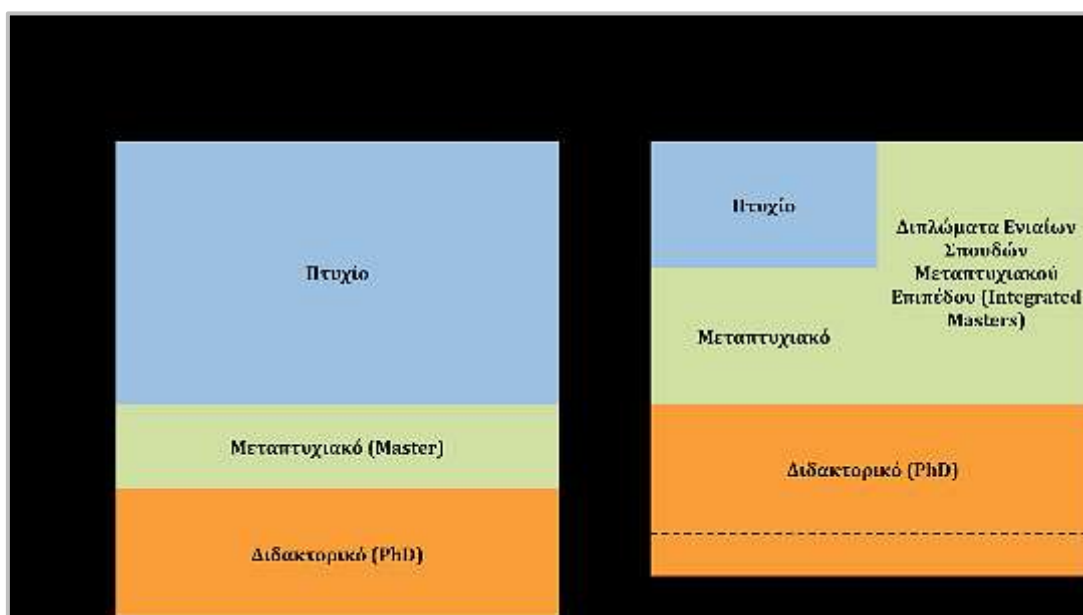 Πτυχίο
Μεταπτυχιακό (Master)
Διδακτορικό (PhD)
Πτυχίο
Διπλώματα Ενιαίων
Σπουδών
Μεταπτυχιακού
Επιπέδου (Integrated
Masters)
Μεταπτυχιακό
Διδακτορικό (PhD)